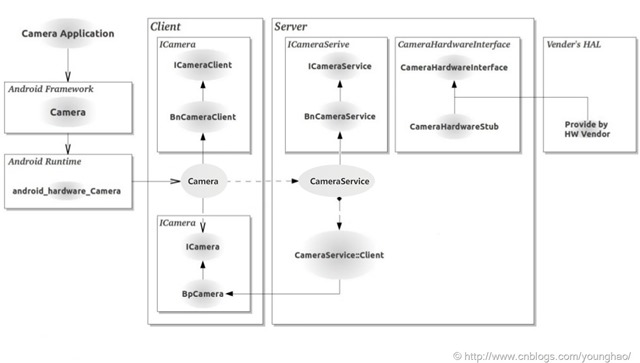 Camera Application
Android Framework
Camera
Android Runtime
android_hardware_Camera
Client
ICamera
ICameraClient
BnCameraClient
Camera
ICamera
ICamera
BpCamera
Server
ICameraSerive
ICameraService
BnCameraService
CameraService
CameraService::Client
CameraHardwareInterface
CameraHardwareInterface
CameraHardwareStub
Vender's HAL
Provide by
HW Vendor
© http://www.cnblogs.com/younghao/